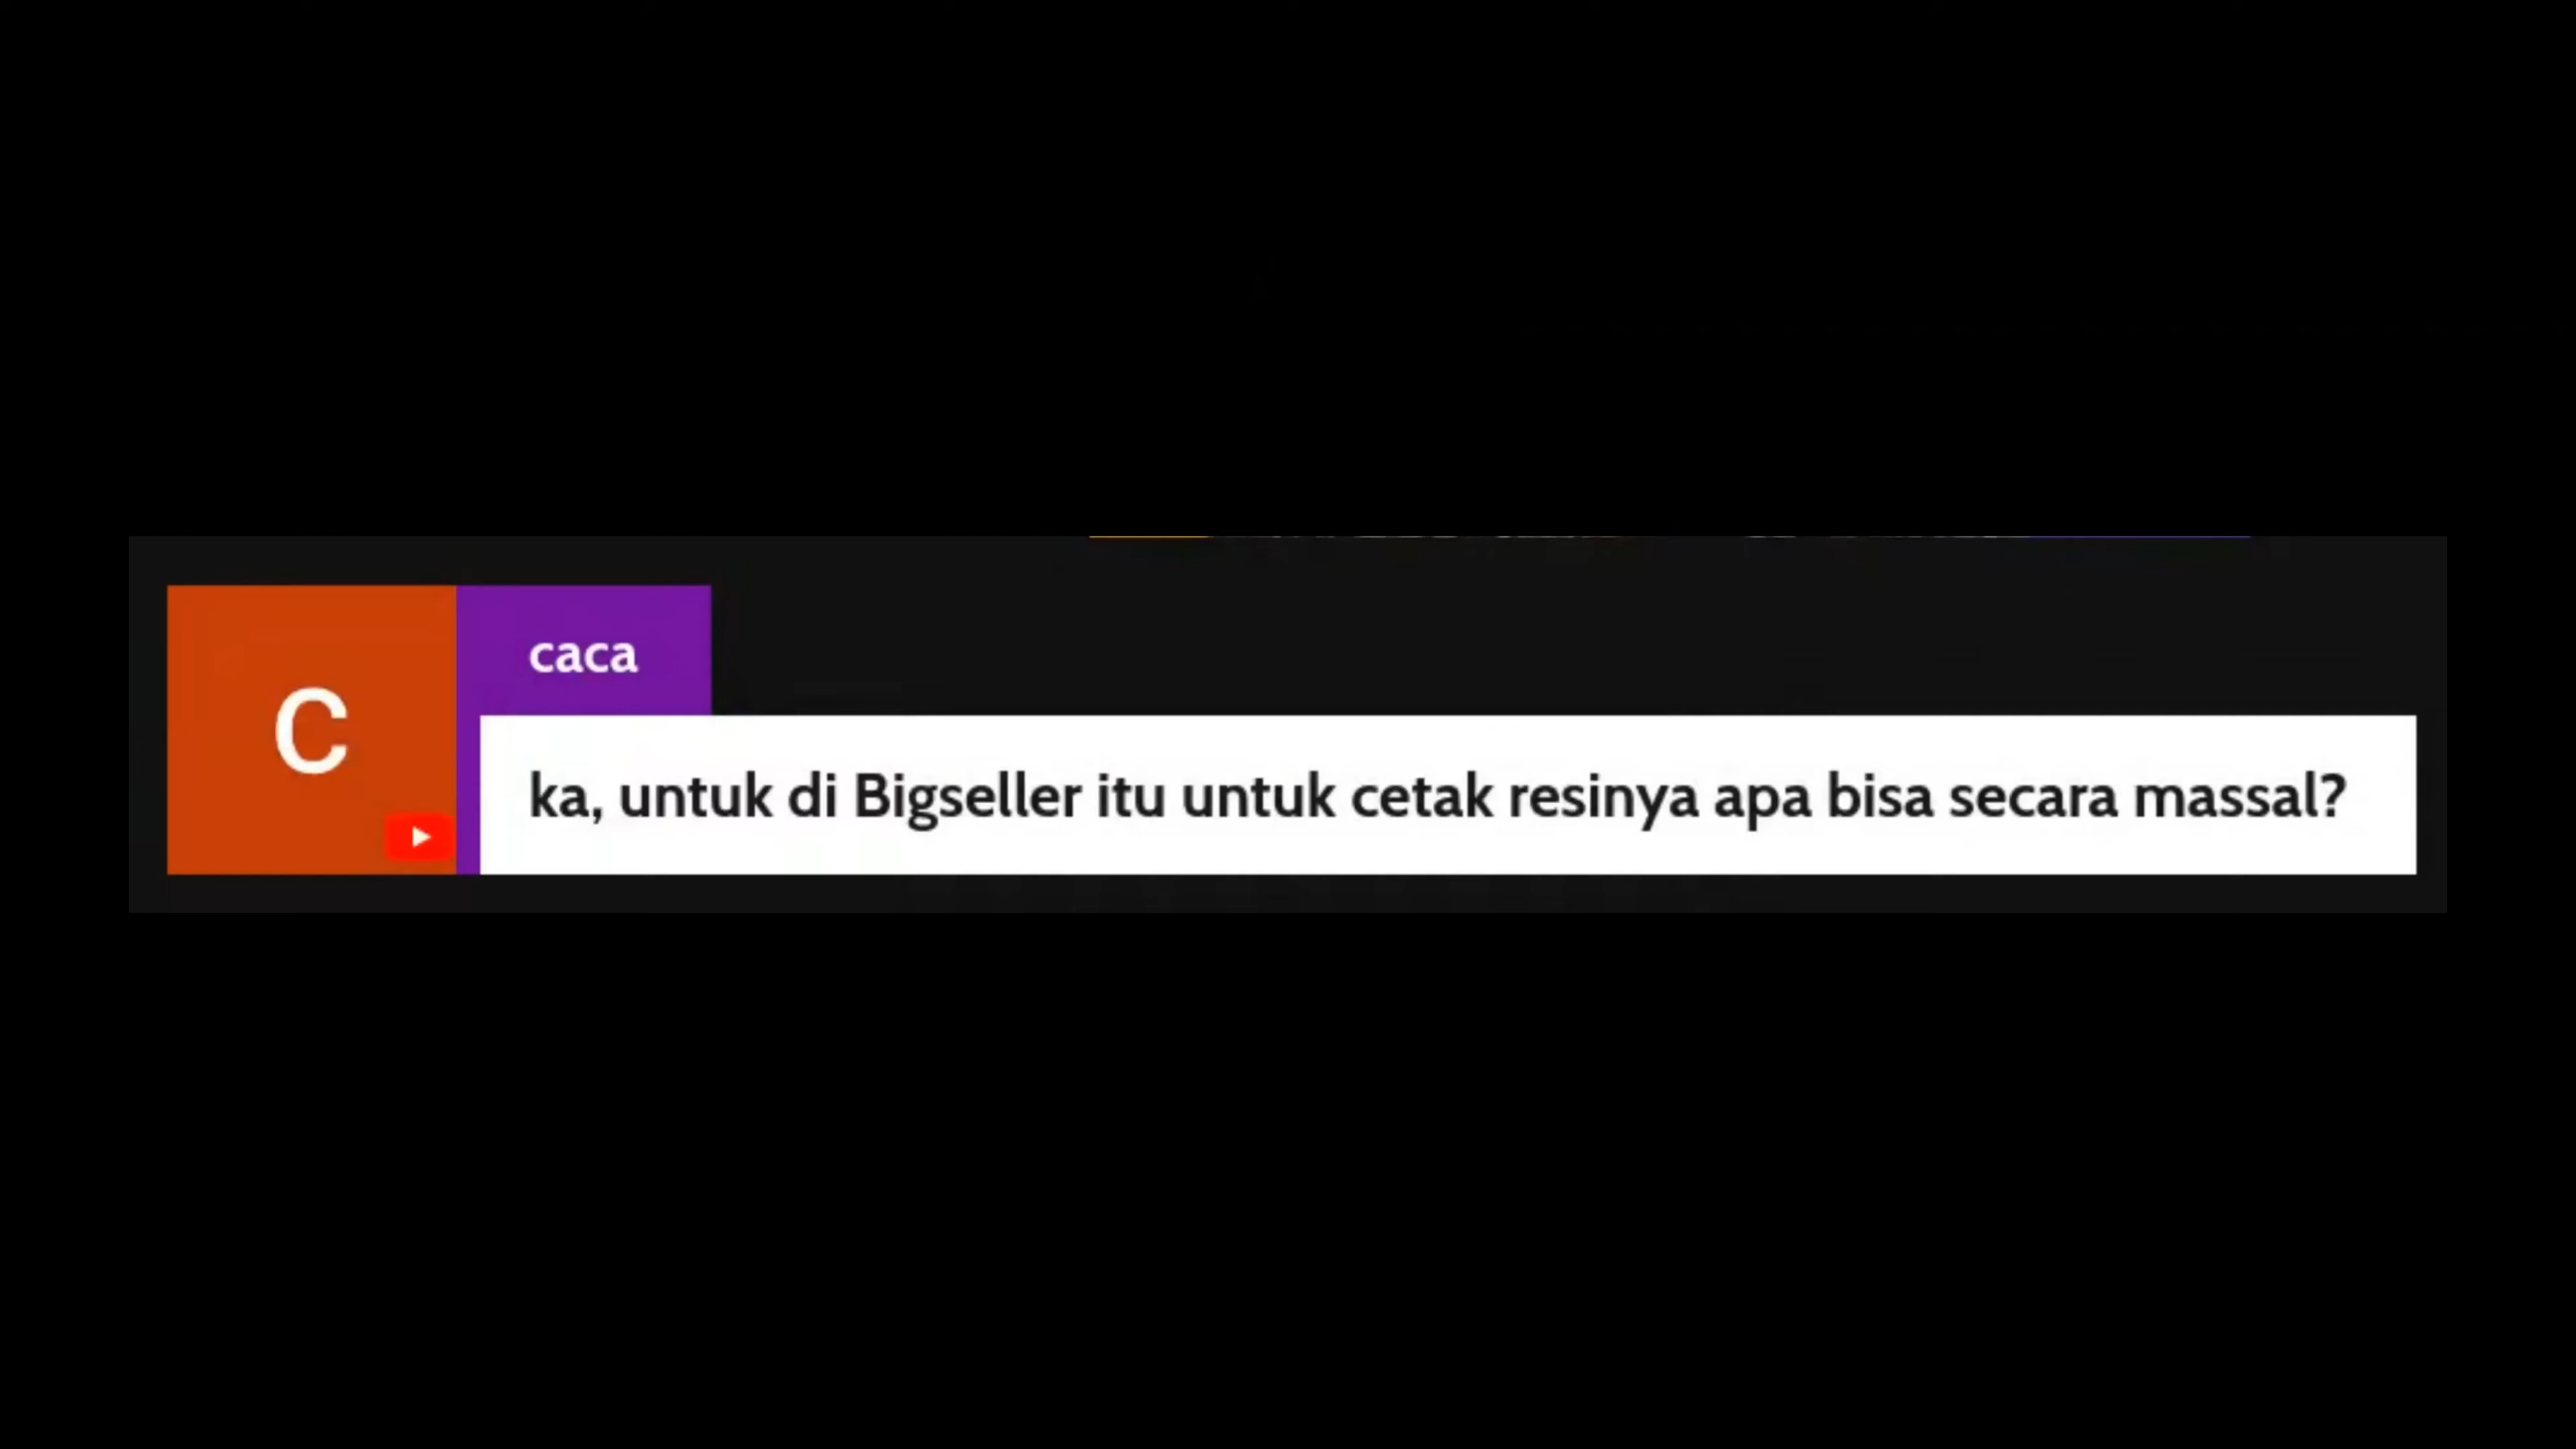 C
caca
ka, untuk di Bigseller itu untuk cetak resinya apa bisa secara massal?